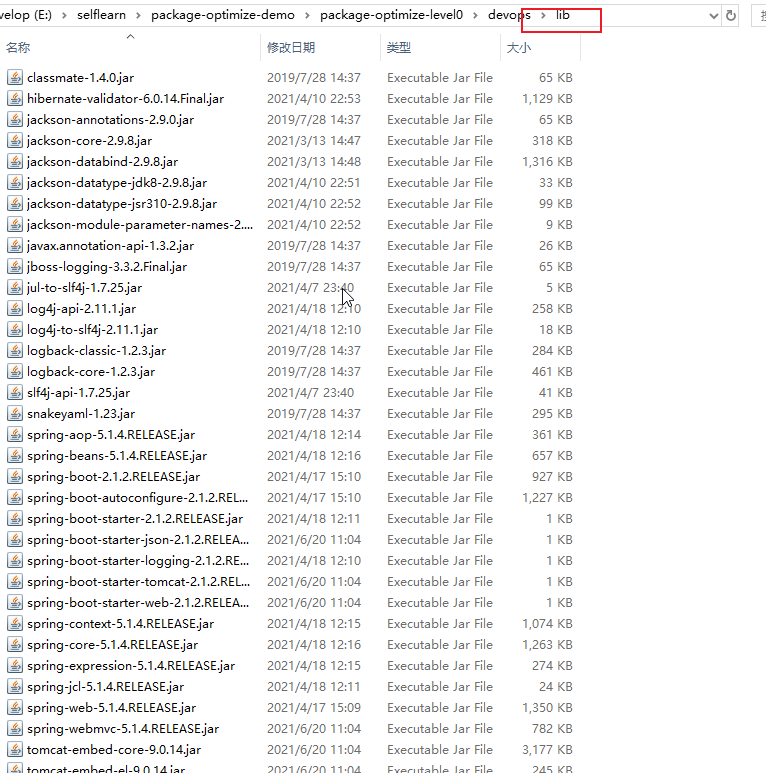 velop (E:) › selflearn › package-optimize-demo › package-optimize-level0 › devops › lib
名称 修改日期 类型 大小
classmate-1.4.0.jar 2019/7/28 14:37 Executable Jar File 65 KB
hibernate-validator-6.0.14.Final.jar 2021/4/10 22:53 Executable Jar File 1,129 KB
jackson-annotations-2.9.0.jar 2019/7/28 14:37 Executable Jar File 65 KB
jackson-core-2.9.8.jar 2021/3/13 14:47 Executable Jar File 318 KB
jackson-databind-2.9.8.jar 2021/3/13 14:48 Executable Jar File 1,316 KB
jackson-datatype-jdk8-2.9.8.jar 2021/4/10 22:51 Executable Jar File 33 KB
jackson-datatype-jsr310-2.9.8.jar 2021/4/10 22:52 Executable Jar File 99 KB
jackson-module-parameter-names-2.... 2021/4/10 22:52 Executable Jar File 9 KB
javax.annotation-api-1.3.2.jar 2019/7/28 14:37 Executable Jar File 26 KB
jboss-logging-3.3.2.Final.jar 2019/7/28 14:37 Executable Jar File 65 KB
jul-to-slf4j-1.7.25.jar 2021/4/7 23:40 Executable Jar File 5 KB
log4j-api-2.11.1.jar 2021/4/18 12:10 Executable Jar File 258 KB
log4j-to-slf4j-2.11.1.jar 2021/4/18 12:10 Executable Jar File 18 KB
logback-classic-1.2.3.jar 2019/7/28 14:37 Executable Jar File 284 KB
logback-core-1.2.3.jar 2019/7/28 14:37 Executable Jar File 461 KB
slf4j-api-1.7.25.jar 2021/4/7 23:40 Executable Jar File 41 KB
snakeyaml-1.23.jar 2019/7/28 14:37 Executable Jar File 295 KB
spring-aop-5.1.4.RELEASE.jar 2021/4/18 12:14 Executable Jar File 361 KB
spring-beans-5.1.4.RELEASE.jar 2021/4/18 12:16 Executable Jar File 657 KB
spring-boot-2.1.2.RELEASE.jar 2021/4/17 15:10 Executable Jar File 927 KB
spring-boot-autoconfigure-2.1.2.REL... 2021/4/17 15:10 Executable Jar File 1,227 KB
spring-boot-starter-2.1.2.RELEASE.jar 2021/4/18 12:11 Executable Jar File 1 KB
spring-boot-starter-json-2.1.2.RELEA... 2021/6/20 11:04 Executable Jar File 1 KB
spring-boot-starter-logging-2.1.2.RE... 2021/4/18 12:10 Executable Jar File 1 KB
spring-boot-starter-tomcat-2.1.2.REL... 2021/6/20 11:04 Executable Jar File 1 KB
spring-boot-starter-web-2.1.2.RELEA... 2021/6/20 11:04 Executable Jar File 1 KB
spring-context-5.1.4.RELEASE.jar 2021/4/18 12:15 Executable Jar File 1,074 KB
spring-core-5.1.4.RELEASE.jar 2021/4/18 12:16 Executable Jar File 1,263 KB
spring-expression-5.1.4.RELEASE.jar 2021/4/18 12:15 Executable Jar File 274 KB
spring-jcl-5.1.4.RELEASE.jar 2021/4/18 12:11 Executable Jar File 24 KB
spring-web-5.1.4.RELEASE.jar 2021/4/17 15:09 Executable Jar File 1,350 KB
spring-webmvc-5.1.4.RELEASE.jar 2021/6/20 11:04 Executable Jar File 782 KB
tomcat-embed-core-9.0.14.jar 2021/6/20 11:04 Executable Jar File 3,177 KB
tomcat-embed-el-9.0.14.jar 2021/6/20 11:04 Executable Jar File 245 KB